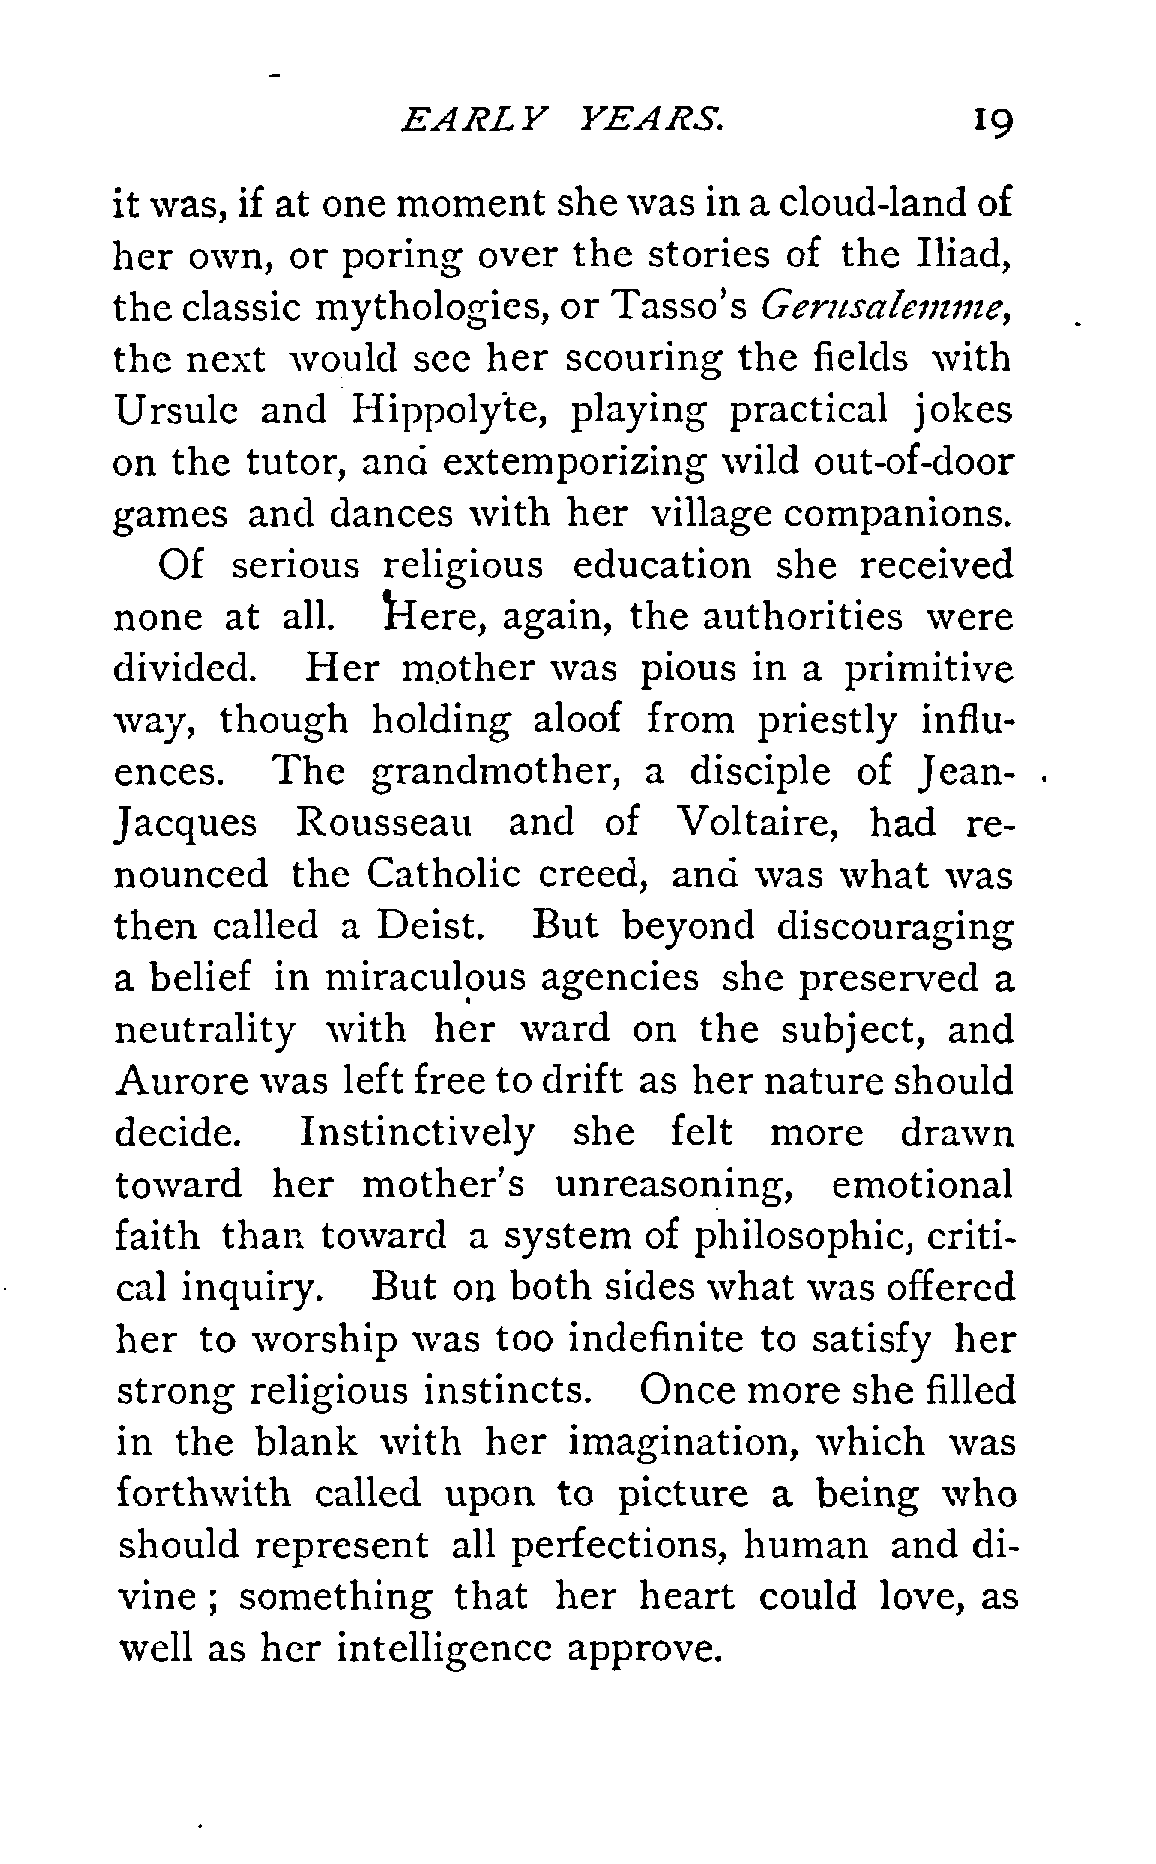 EARLY YEARS. 19
it was, if at one moment she was in a cloud-land of
her own, or poring over the stories of the Iliad,
the classic mythologies, or Tasso's Gerusalemme,
the next would see her scouring the fields with
Ursule and Hippolyte, playing practical jokes
on the tutor, and extemporizing wild out-of-door
games and dances with her village companions.
Of serious religious education she received
none at all. Here, again, the authorities were
divided. Her mother was pious in a primitive
way, though holding aloof from priestly influ-
ences. The grandmother, a disciple of Jean-
Jacques Rousseau and of Voltaire, had re-
nounced the Catholic creed, and was what was
then called a Deist. But beyond discouraging
a belief in miraculous agencies she preserved a
neutrality with her ward on the subject, and
Aurore was left free to drift as her nature should
decide. Instinctively she felt more drawn
toward her mother's unreasoning, emotional
faith than toward a system of philosophic, criti-
cal inquiry. But on both sides what was offered
her to worship was too indefinite to satisfy her
strong religious instincts. Once more she filled
in the blank with her imagination, which was
forthwith called upon to picture a being who
should represent all perfections, human and di-
vine ; something that her heart could love, as
well as her intelligence approve.